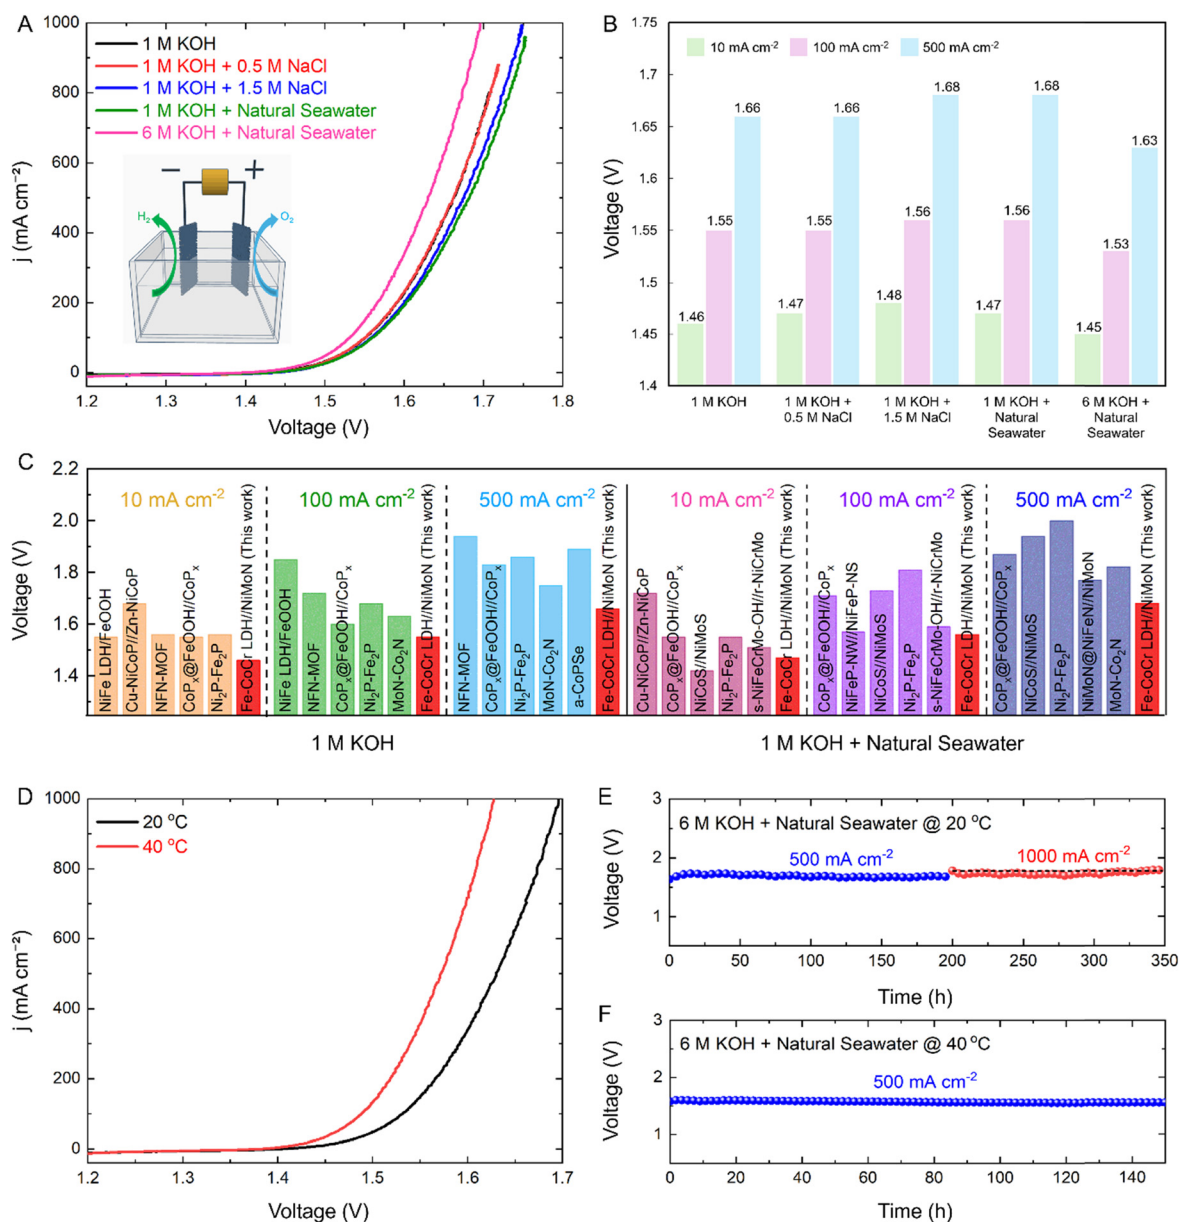 A
1000
800
600
400
200
0
j (mA cm⁻²)
1 M KOH
1 M KOH + 0.5 M NaCl
1 M KOH + 1.5 M NaCl
1 M KOH + Natural Seawater
6 M KOH + Natural Seawater
− +
H₂ O₂
1.2 1.3 1.4 1.5 1.6 1.7 1.8
Voltage (V)
B
1.75
1.7
1.65
1.6
1.55
1.5
1.45
1.4
Voltage (V)
10 mA cm⁻² 100 mA cm⁻² 500 mA cm⁻²
1.46 1.55 1.66
1.47 1.55 1.66
1.48 1.56 1.68
1.47 1.56 1.68
1.45 1.53 1.63
1 M KOH
1 M KOH +
0.5 M NaCl
1 M KOH +
1.5 M NaCl
1 M KOH +
Natural
Seawater
6 M KOH +
Natural
Seawater
C
2.2
2.0
1.8
1.6
1.4
Voltage (V)
10 mA cm⁻²
NiFe LDH/FeOOH
Cu-NiCoP//Zn-NiCoP
NFN-MOF
CoPₓ@FeOOH//CoPₓ
Ni₂P-Fe₂P
Fe-CoCr LDH//NiMoN (This work)
100 mA cm⁻²
NiFe LDH/FeOOH
NFN-MOF
CoPₓ@FeOOH//CoPₓ
Ni₂P-Fe₂P
MoN-Co₂N
Fe-CoCr LDH//NiMoN (This work)
500 mA cm⁻²
NFN-MOF
CoPₓ@FeOOH//CoPₓ
Ni₂P-Fe₂P
MoN-Co₂N
a-CoPSe
Fe-CoCr LDH//NiMoN (This work)
10 mA cm⁻²
Cu-NiCoP//Zn-NiCoP
CoPₓ@FeOOH//CoPₓ
NiCoS//NiMoS
Ni₂P-Fe₂P
s-NiFeCrMo-OH//r-NiCrMo
Fe-CoCr LDH//NiMoN (This work)
100 mA cm⁻²
CoPₓ@FeOOH//CoPₓ
NiFeP-NW//NiFeP-NS
NiCoS//NiMoS
Ni₂P-Fe₂P
s-NiFeCrMo-OH//r-NiCrMo
Fe-CoCr LDH//NiMoN (This work)
500 mA cm⁻²
CoPₓ@FeOOH//CoPₓ
NiCoS//NiMoS
Ni₂P-Fe₂P
NiMoN@NiFeN//NiMoN
MoN-Co₂N
Fe-CoCr LDH//NiMoN (This work)
1 M KOH
1 M KOH + Natural Seawater
D
1000
800
600
400
200
0
j (mA cm⁻²)
20 °C
40 °C
1.2 1.3 1.4 1.5 1.6 1.7
Voltage (V)
E
3
2
1
Voltage (V)
6 M KOH + Natural Seawater @ 20 °C
500 mA cm⁻² 1000 mA cm⁻²
0 50 100 150 200 250 300 350
Time (h)
F
3
2
1
Voltage (V)
6 M KOH + Natural Seawater @ 40 °C
500 mA cm⁻²
0 20 40 60 80 100 120 140
Time (h)